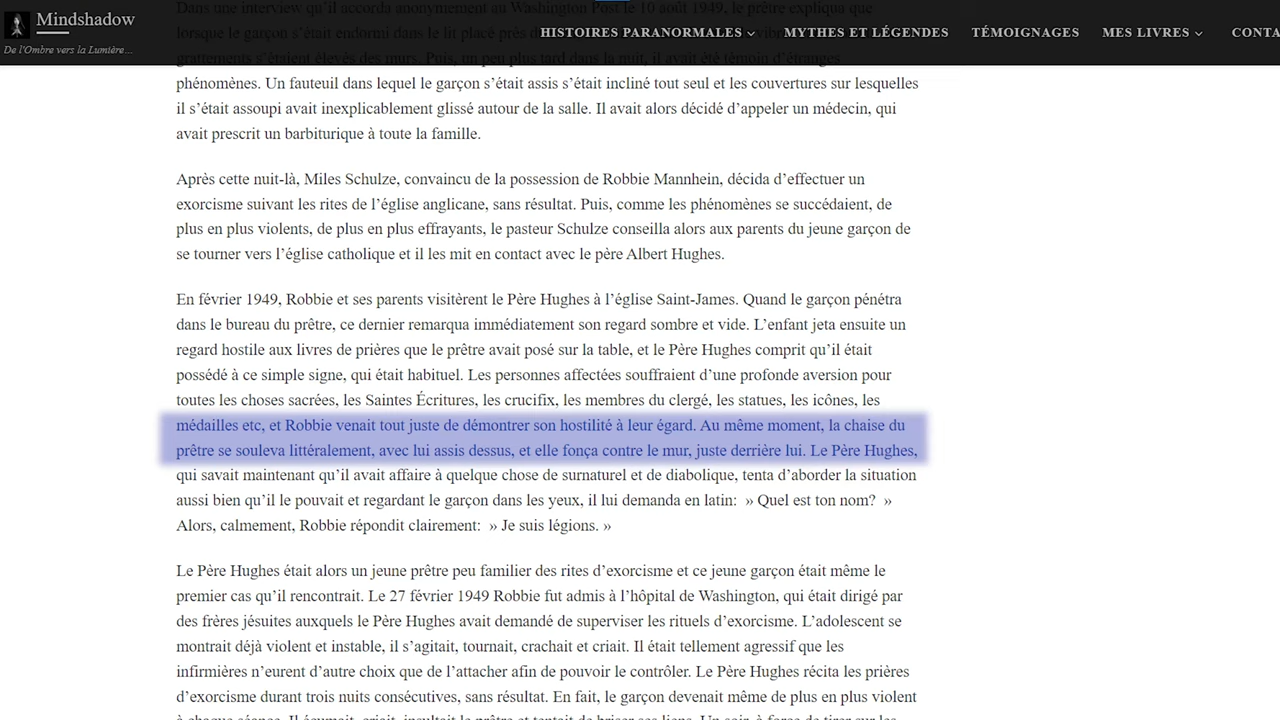 Mindshadow
De l'Ombre vers la Lumière…
HISTOIRES PARANORMALES
MYTHES ET LÉGENDES
TÉMOIGNAGES
MES LIVRES
CONTA
Dans une interview qu’il accorda anonymement au Washington Post le 10 août 1949, le prêtre expliqua que
lorsque le garçon s’était endormi dans le lit placé près
grattements s’étaient élevés des murs. Puis, un peu plus tard dans la nuit, il avait été témoin d’étranges
phénomènes. Un fauteuil dans lequel le garçon s’était assis s’était incliné tout seul et les couvertures sur lesquelles
il s’était assoupi avait inexplicablement glissé autour de la salle. Il avait alors décidé d’appeler un médecin, qui
avait prescrit un barbiturique à toute la famille.
Après cette nuit-là, Miles Schulze, convaincu de la possession de Robbie Mannhein, décida d’effectuer un
exorcisme suivant les rites de l’église anglicane, sans résultat. Puis, comme les phénomènes se succédaient, de
plus en plus violents, de plus en plus effrayants, le pasteur Schulze conseilla alors aux parents du jeune garçon de
se tourner vers l’église catholique et il les mit en contact avec le père Albert Hughes.
En février 1949, Robbie et ses parents visitèrent le Père Hughes à l’église Saint-James. Quand le garçon pénétra
dans le bureau du prêtre, ce dernier remarqua immédiatement son regard sombre et vide. L’enfant jeta ensuite un
regard hostile aux livres de prières que le prêtre avait posé sur la table, et le Père Hughes comprit qu’il était
possédé à ce simple signe, qui était habituel. Les personnes affectées souffraient d’une profonde aversion pour
toutes les choses sacrées, les Saintes Écritures, les crucifix, les membres du clergé, les statues, les icônes, les
médailles etc, et Robbie venait tout juste de démontrer son hostilité à leur égard. Au même moment, la chaise du
prêtre se souleva littéralement, avec lui assis dessus, et elle fonça contre le mur, juste derrière lui. Le Père Hughes,
qui savait maintenant qu’il avait affaire à quelque chose de surnaturel et de diabolique, tenta d’aborder la situation
aussi bien qu’il le pouvait et regardant le garçon dans les yeux, il lui demanda en latin: » Quel est ton nom? »
Alors, calmement, Robbie répondit clairement: » Je suis légions. »
Le Père Hughes était alors un jeune prêtre peu familier des rites d’exorcisme et ce jeune garçon était même le
premier cas qu’il rencontrait. Le 27 février 1949 Robbie fut admis à l’hôpital de Washington, qui était dirigé par
des frères jésuites auxquels le Père Hughes avait demandé de superviser les rituels d’exorcisme. L’adolescent se
montrait déjà violent et instable, il s’agitait, tournait, crachait et criait. Il était tellement agressif que les
infirmières n’eurent d’autre choix que de l’attacher afin de pouvoir le contrôler. Le Père Hughes récita les prières
d’exorcisme durant trois nuits consécutives, sans résultat. En fait, le garçon devenait même de plus en plus violent
à chaque séance. Il écumait, criait, insultait le prêtre et tentait de briser ses liens. Un soir, à force de tirer sur les